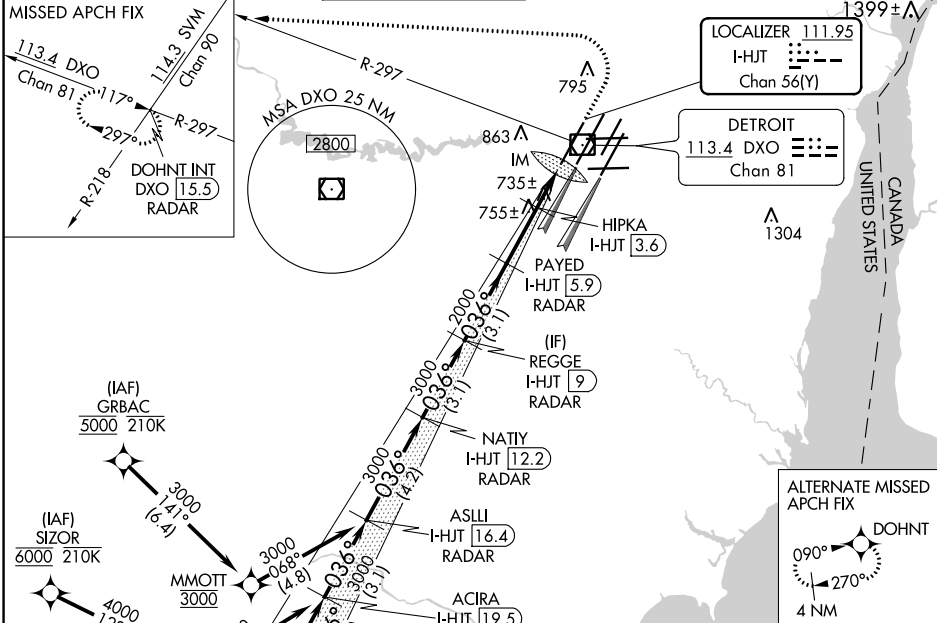 MISSED APCH FIX
113.4 DXO
Chan 81
114.3 SVM
Chan 90
117°
297°
R-297
R-218
DOHNT INT
DXO 15.5
RADAR
MSA DXO 25 NM
2800
R-297
795
863
IM
735±
755±
1399±
LOCALIZER 111.95
I-HJT
Chan 56(Y)
DETROIT
113.4 DXO
Chan 81
1304
CANADA
UNITED STATES
HIPKA
I-HJT 3.6
PAYED
I-HJT 5.9
RADAR
2000
036°
(3.1)
(IF)
REGGE
I-HJT 9
RADAR
3000
036°
(3.1)
NATIY
I-HJT 12.2
RADAR
3000
036°
(4.2)
ASLLI
I-HJT 16.4
RADAR
036°
3000
(3.1)
ACIRA
I-HJT 19.5
(IAF)
GRBAC
5000 210K
3000
141°
(6.4)
(IAF)
SIZOR
6000 210K
4000
MMOTT
3000
3000
068°
(4.8)
ALTERNATE MISSED
APCH FIX
DOHNT
090°
270°
4 NM